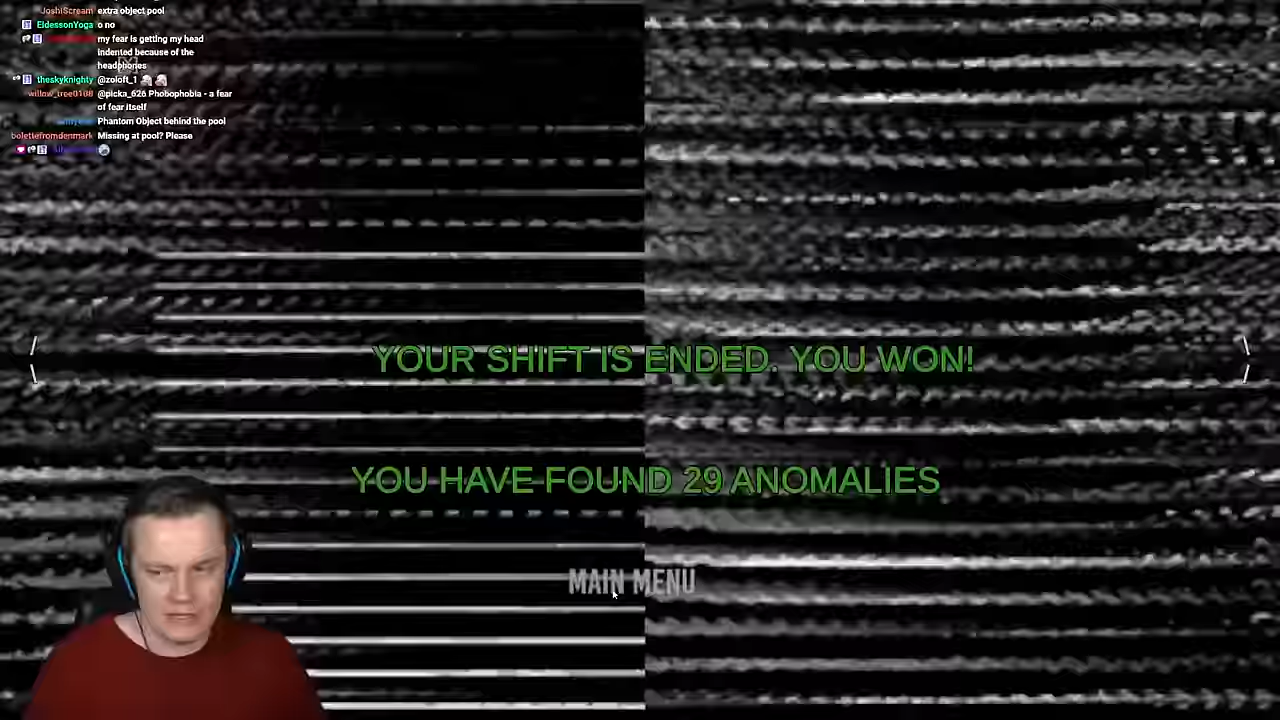 JoshiScream extra object pool
EldessonYoga o no
my fear is getting my head
indented because of the
headphones
theskyknighty @zoloft_1
willow_tree0108 @picka_626 Phobophobia - a fear
of fear itself
Phantom Object behind the pool
bolettefromdenmark Missing at pool? Please
YOUR SHIFT IS ENDED. YOU WON!
YOU HAVE FOUND 29 ANOMALIES
MAIN MENU